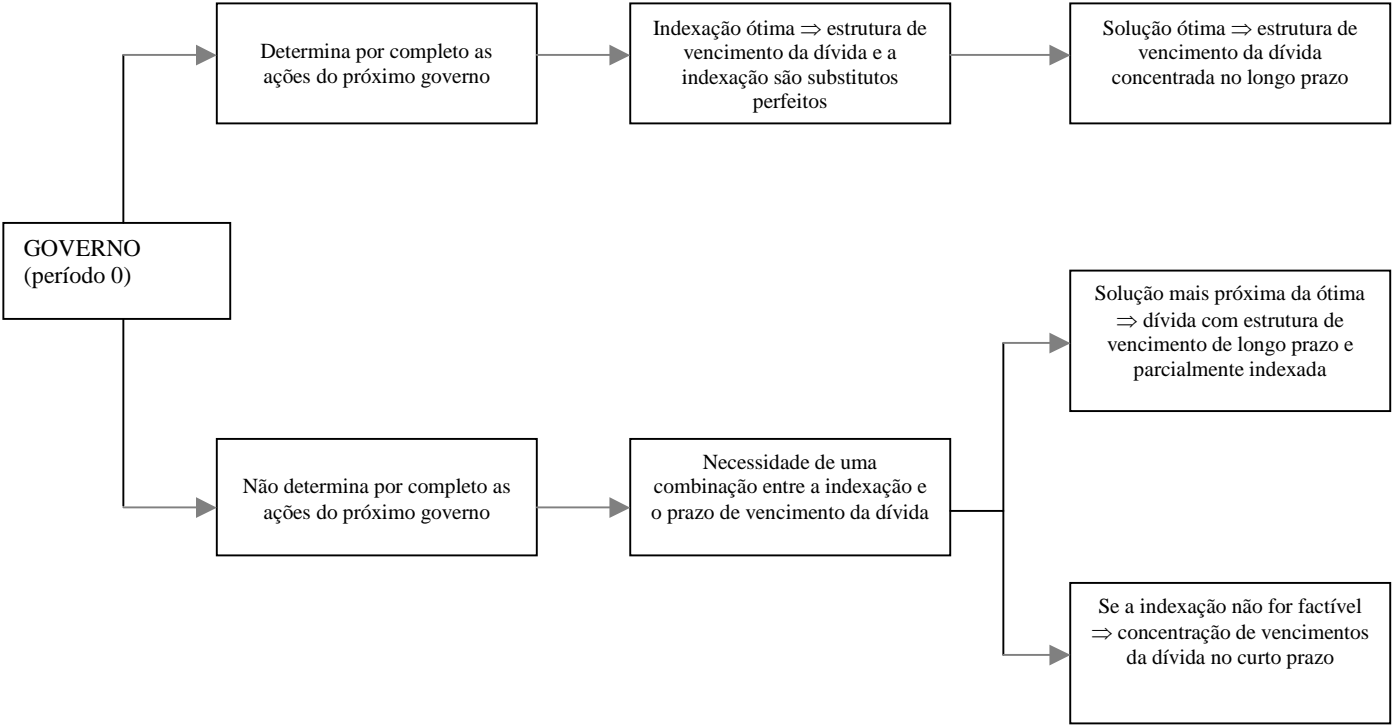 Determina por completo as
ações do próximo governo
Indexação ótima ⇒ estrutura de
vencimento da dívida e a
indexação são substitutos
perfeitos
Solução ótima ⇒ estrutura de
vencimento da dívida
concentrada no longo prazo
GOVERNO
(período 0)
Não determina por completo as
ações do próximo governo
Necessidade de uma
combinação entre a indexação e
o prazo de vencimento da dívida
Solução mais próxima da ótima
⇒ dívida com estrutura de
vencimento de longo prazo e
parcialmente indexada
Se a indexação não for factível
⇒ concentração de vencimentos
da dívida no curto prazo